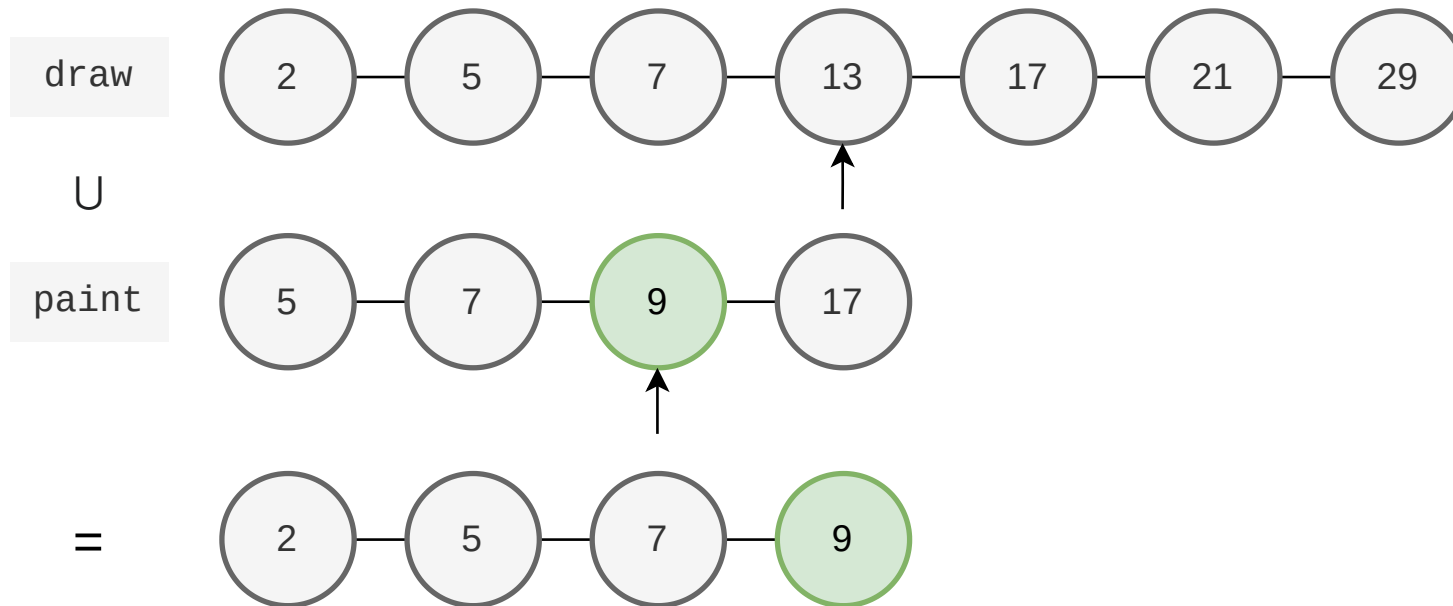 draw 2 5 7 13 17 21 29
∪
paint 5 7 9 17
= 2 5 7 9